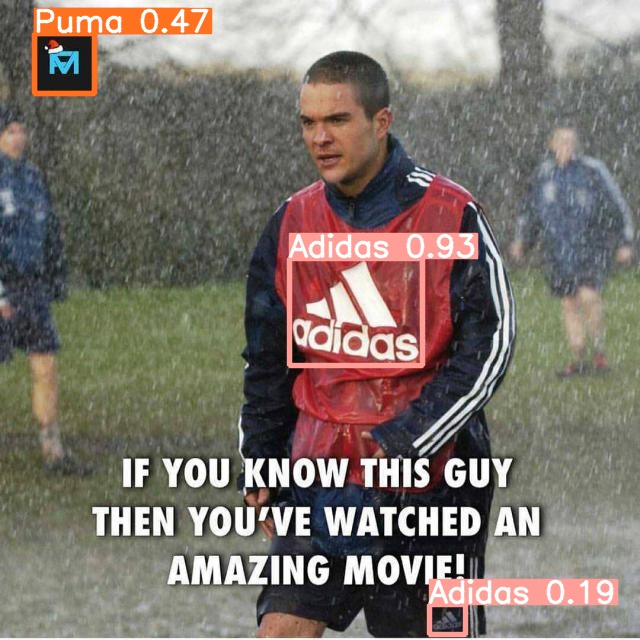 Puma 0.47
Adidas 0.93
adidas
IF YOU KNOW THIS GUY
THEN YOU'VE WATCHED AN
AMAZING MOVIE!
Adidas 0.19